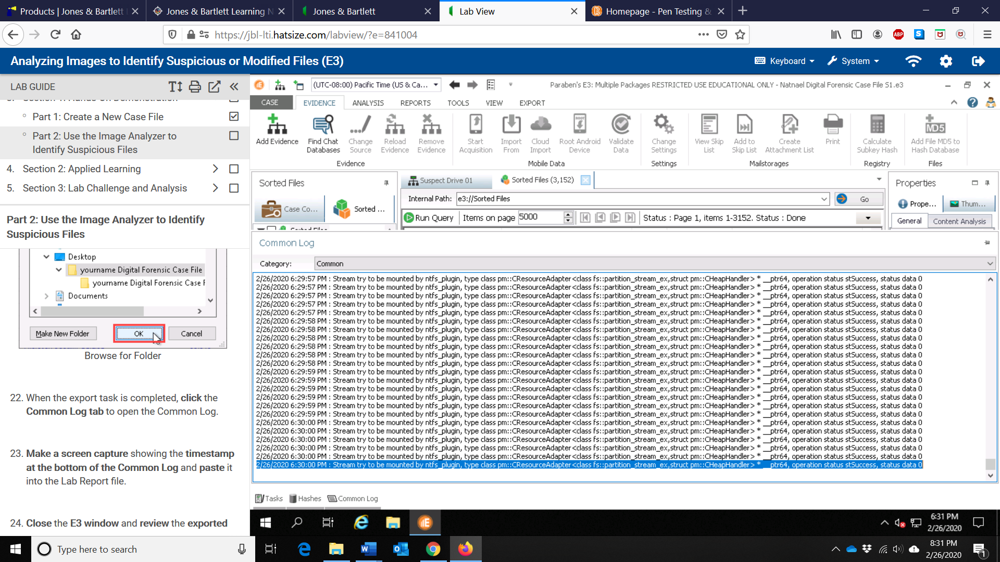 Products | Jones & Bartlett
Jones & Bartlett Learning N
Jones & Bartlett
Lab View
Homepage - Pen Testing &
https://jbl-lti.hatsize.com/labview/?e=841004
ABP
S
Analyzing Images to Identify Suspicious or Modified Files (E3)
Keyboard
System
LAB GUIDE
Part 1: Create a New Case File
Part 2: Use the Image Analyzer to
Identify Suspicious Files
4. Section 2: Applied Learning
5. Section 3: Lab Challenge and Analysis
Part 2: Use the Image Analyzer to Identify
Suspicious Files
Desktop
yourname Digital Forensic Case File
yourname Digital Forensic Case F
Documents
Make New Folder
OK
Cancel
Browse for Folder
22. When the export task is completed, click the
Common Log tab to open the Common Log.
23. Make a screen capture showing the timestamp
at the bottom of the Common Log and paste it
into the Lab Report file.
24. Close the E3 window and review the exported
(UTC-08:00) Pacific Time (US & Ca...
Paraben's E3: Multiple Packages RESTRICTED USE EDUCATIONAL ONLY - Natnael Digital Forensic Case File S1.e3
CASE
EVIDENCE
ANALYSIS
REPORTS
TOOLS
VIEW
EXPORT
Add Evidence
Find Chat
Databases
Change
Source
Reload
Evidence
Remove
Evidence
Start
Acquisition
Import
From
Cloud
Import
Root Android
Device
Validate
Data
Change
Settings
View Skip
List
Add to
Skip List
Create
Attachment List
Print
Calculate
Subkey Hash
MD5
Add File MD5 to
Hash Database
Evidence
Mobile Data
Settings
Mailstorages
Registry
Files
Sorted Files
Case Co...
Sorted ...
Suspect Drive 01
Sorted Files (3,152)
Internal Path:
e3://Sorted Files
Go
Run Query
Items on page
5000
Status : Page 1, items 1-3152. Status : Done
Properties
Prope...
Thum...
General
Content Analysis
Common Log
Category:
Common
2/26/2020 6:29:57 PM : Stream try to be mounted by ntfs_plugin, type class pm::CResourceAdapter<class fs::partition_stream_ex,struct pm::CHeapHandler> * __ptr64, operation status stSuccess, status data 0
2/26/2020 6:29:57 PM : Stream try to be mounted by ntfs_plugin, type class pm::CResourceAdapter<class fs::partition_stream_ex,struct pm::CHeapHandler> * __ptr64, operation status stSuccess, status data 0
2/26/2020 6:29:57 PM : Stream try to be mounted by ntfs_plugin, type class pm::CResourceAdapter<class fs::partition_stream_ex,struct pm::CHeapHandler> * __ptr64, operation status stSuccess, status data 0
2/26/2020 6:29:57 PM : Stream try to be mounted by ntfs_plugin, type class pm::CResourceAdapter<class fs::partition_stream_ex,struct pm::CHeapHandler> * __ptr64, operation status stSuccess, status data 0
2/26/2020 6:29:57 PM : Stream try to be mounted by ntfs_plugin, type class pm::CResourceAdapter<class fs::partition_stream_ex,struct pm::CHeapHandler> * __ptr64, operation status stSuccess, status data 0
2/26/2020 6:29:58 PM : Stream try to be mounted by ntfs_plugin, type class pm::CResourceAdapter<class fs::partition_stream_ex,struct pm::CHeapHandler> * __ptr64, operation status stSuccess, status data 0
2/26/2020 6:29:58 PM : Stream try to be mounted by ntfs_plugin, type class pm::CResourceAdapter<class fs::partition_stream_ex,struct pm::CHeapHandler> * __ptr64, operation status stSuccess, status data 0
2/26/2020 6:29:58 PM : Stream try to be mounted by ntfs_plugin, type class pm::CResourceAdapter<class fs::partition_stream_ex,struct pm::CHeapHandler> * __ptr64, operation status stSuccess, status data 0
2/26/2020 6:29:58 PM : Stream try to be mounted by ntfs_plugin, type class pm::CResourceAdapter<class fs::partition_stream_ex,struct pm::CHeapHandler> * __ptr64, operation status stSuccess, status data 0
2/26/2020 6:29:58 PM : Stream try to be mounted by ntfs_plugin, type class pm::CResourceAdapter<class fs::partition_stream_ex,struct pm::CHeapHandler> * __ptr64, operation status stSuccess, status data 0
2/26/2020 6:29:58 PM : Stream try to be mounted by ntfs_plugin, type class pm::CResourceAdapter<class fs::partition_stream_ex,struct pm::CHeapHandler> * __ptr64, operation status stSuccess, status data 0
2/26/2020 6:29:59 PM : Stream try to be mounted by ntfs_plugin, type class pm::CResourceAdapter<class fs::partition_stream_ex,struct pm::CHeapHandler> * __ptr64, operation status stSuccess, status data 0
2/26/2020 6:29:59 PM : Stream try to be mounted by ntfs_plugin, type class pm::CResourceAdapter<class fs::partition_stream_ex,struct pm::CHeapHandler> * __ptr64, operation status stSuccess, status data 0
2/26/2020 6:29:59 PM : Stream try to be mounted by ntfs_plugin, type class pm::CResourceAdapter<class fs::partition_stream_ex,struct pm::CHeapHandler> * __ptr64, operation status stSuccess, status data 0
2/26/2020 6:29:59 PM : Stream try to be mounted by ntfs_plugin, type class pm::CResourceAdapter<class fs::partition_stream_ex,struct pm::CHeapHandler> * __ptr64, operation status stSuccess, status data 0
2/26/2020 6:29:59 PM : Stream try to be mounted by ntfs_plugin, type class pm::CResourceAdapter<class fs::partition_stream_ex,struct pm::CHeapHandler> * __ptr64, operation status stSuccess, status data 0
2/26/2020 6:29:59 PM : Stream try to be mounted by ntfs_plugin, type class pm::CResourceAdapter<class fs::partition_stream_ex,struct pm::CHeapHandler> * __ptr64, operation status stSuccess, status data 0
2/26/2020 6:30:00 PM : Stream try to be mounted by ntfs_plugin, type class pm::CResourceAdapter<class fs::partition_stream_ex,struct pm::CHeapHandler> * __ptr64, operation status stSuccess, status data 0
2/26/2020 6:30:00 PM : Stream try to be mounted by ntfs_plugin, type class pm::CResourceAdapter<class fs::partition_stream_ex,struct pm::CHeapHandler> * __ptr64, operation status stSuccess, status data 0
2/26/2020 6:30:00 PM : Stream try to be mounted by ntfs_plugin, type class pm::CResourceAdapter<class fs::partition_stream_ex,struct pm::CHeapHandler> * __ptr64, operation status stSuccess, status data 0
2/26/2020 6:30:00 PM : Stream try to be mounted by ntfs_plugin, type class pm::CResourceAdapter<class fs::partition_stream_ex,struct pm::CHeapHandler> * __ptr64, operation status stSuccess, status data 0
2/26/2020 6:30:00 PM : Stream try to be mounted by ntfs_plugin, type class pm::CResourceAdapter<class fs::partition_stream_ex,struct pm::CHeapHandler> * __ptr64, operation status stSuccess, status data 0
2/26/2020 6:30:00 PM : Stream try to be mounted by ntfs_plugin, type class pm::CResourceAdapter<class fs::partition_stream_ex,struct pm::CHeapHandler> * __ptr64, operation status stSuccess, status data 0
Tasks
Hashes
Common Log
6:31 PM
2/26/2020
Type here to search
8:31 PM
2/26/2020
1